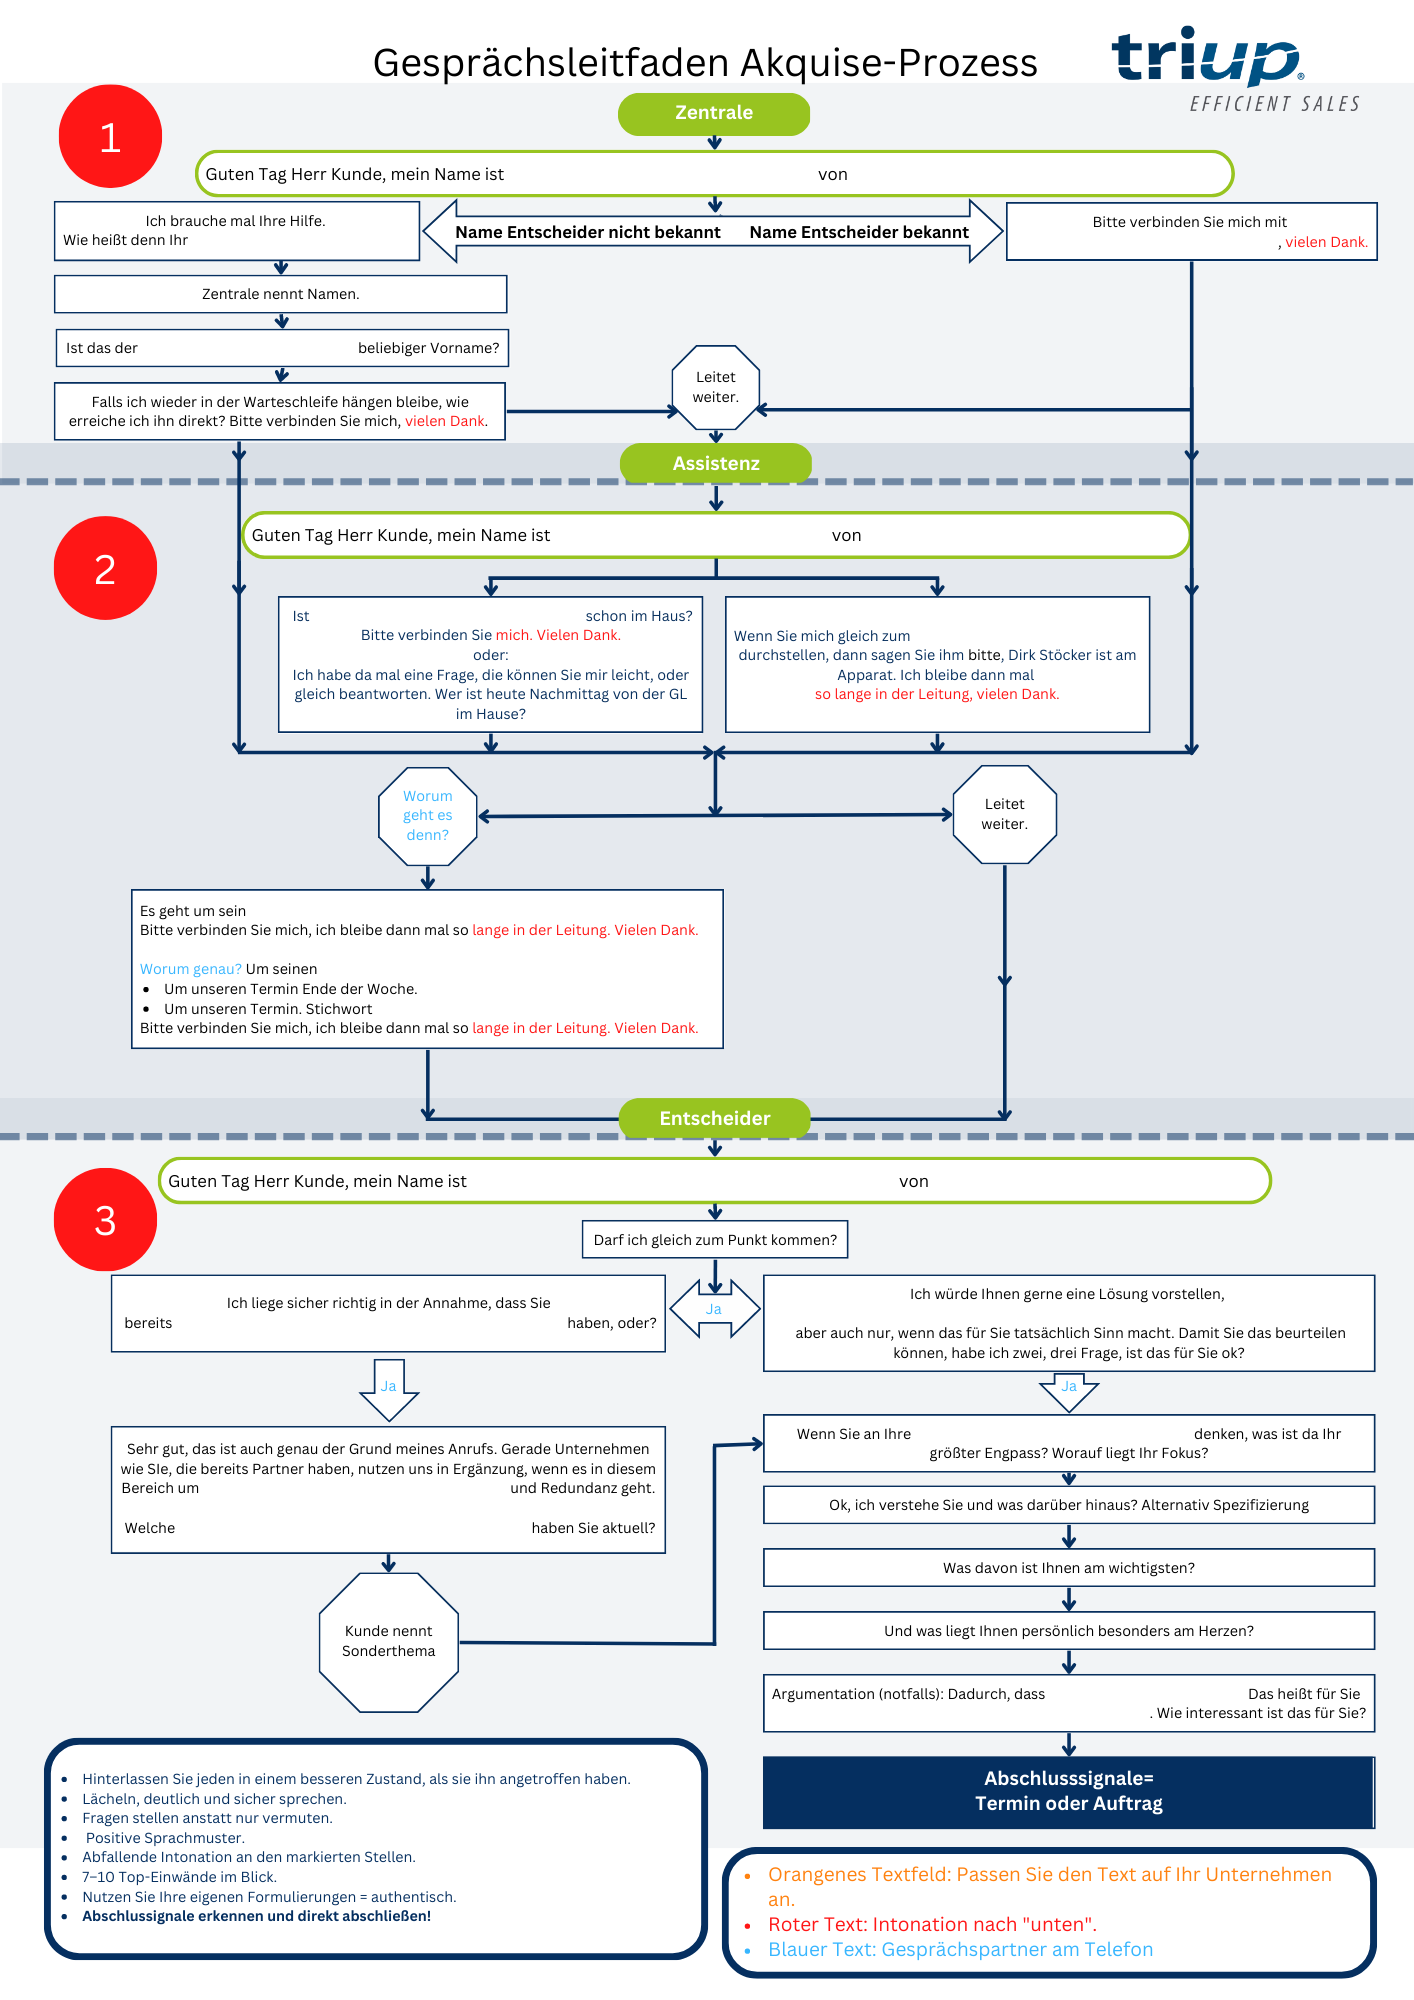 Gesprächsleitfaden Akquise-Prozess
triup®
EFFICIENT SALES
1
Zentrale
Guten Tag Herr Kunde, mein Name ist von
Ich brauche mal Ihre Hilfe.
Wie heißt denn Ihr
Name Entscheider nicht bekannt
Name Entscheider bekannt
Bitte verbinden Sie mich mit
, vielen Dank.
Zentrale nennt Namen.
Ist das der beliebiger Vorname?
Falls ich wieder in der Warteschleife hängen bleibe, wie
erreiche ich ihn direkt? Bitte verbinden Sie mich, vielen Dank.
Leitet
weiter.
Assistenz
2
Guten Tag Herr Kunde, mein Name ist von
Ist schon im Haus?
Bitte verbinden Sie mich. Vielen Dank.
oder:
Ich habe da mal eine Frage, die können Sie mir leicht, oder
gleich beantworten. Wer ist heute Nachmittag von der GL
im Hause?
Wenn Sie mich gleich zum
durchstellen, dann sagen Sie ihm bitte, Dirk Stöcker ist am
Apparat. Ich bleibe dann mal
so lange in der Leitung, vielen Dank.
Worum
geht es
denn?
Leitet
weiter.
Es geht um sein
Bitte verbinden Sie mich, ich bleibe dann mal so lange in der Leitung. Vielen Dank.
Worum genau? Um seinen
• Um unseren Termin Ende der Woche.
• Um unseren Termin. Stichwort
Bitte verbinden Sie mich, ich bleibe dann mal so lange in der Leitung. Vielen Dank.
Entscheider
3
Guten Tag Herr Kunde, mein Name ist von
Darf ich gleich zum Punkt kommen?
Ich liege sicher richtig in der Annahme, dass Sie
bereits haben, oder?
Ja
Ich würde Ihnen gerne eine Lösung vorstellen,
aber auch nur, wenn das für Sie tatsächlich Sinn macht. Damit Sie das beurteilen
können, habe ich zwei, drei Frage, ist das für Sie ok?
Ja
Ja
Sehr gut, das ist auch genau der Grund meines Anrufs. Gerade Unternehmen
wie SIe, die bereits Partner haben, nutzen uns in Ergänzung, wenn es in diesem
Bereich um und Redundanz geht.
Welche haben Sie aktuell?
Wenn Sie an Ihre denken, was ist da Ihr
größter Engpass? Worauf liegt Ihr Fokus?
Ok, ich verstehe Sie und was darüber hinaus? Alternativ Spezifizierung
Was davon ist Ihnen am wichtigsten?
Kunde nennt
Sonderthema
Und was liegt Ihnen persönlich besonders am Herzen?
Argumentation (notfalls): Dadurch, dass Das heißt für Sie
. Wie interessant ist das für Sie?
Abschlusssignale=
Termin oder Auftrag
• Hinterlassen Sie jeden in einem besseren Zustand, als sie ihn angetroffen haben.
• Lächeln, deutlich und sicher sprechen.
• Fragen stellen anstatt nur vermuten.
• Positive Sprachmuster.
• Abfallende Intonation an den markierten Stellen.
• 7–10 Top-Einwände im Blick.
• Nutzen Sie Ihre eigenen Formulierungen = authentisch.
• Abschlussignale erkennen und direkt abschließen!
• Orangenes Textfeld: Passen Sie den Text auf Ihr Unternehmen
an.
• Roter Text: Intonation nach "unten".
• Blauer Text: Gesprächspartner am Telefon